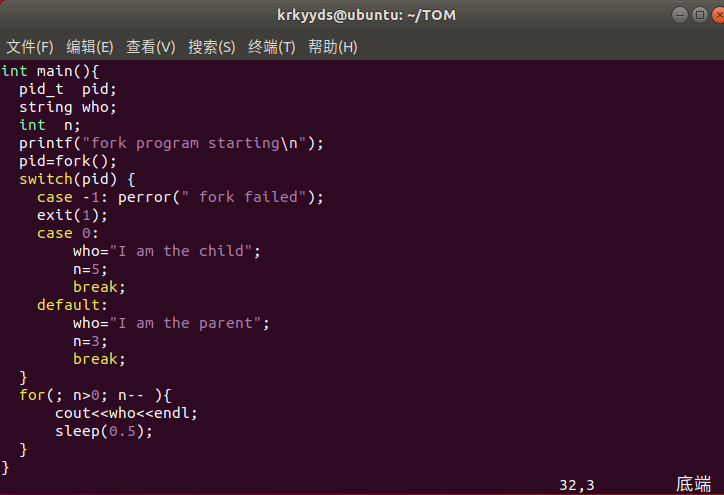 krkyyds@ubuntu: ~/TOM
文件(F) 编辑(E) 查看(V) 搜索(S) 终端(T) 帮助(H)
int main(){
  pid_t  pid;
  string who;
  int  n;
  printf("fork program starting\n");
  pid=fork();
  switch(pid) {
    case -1: perror(" fork failed");
    exit(1);
    case 0:
        who="I am the child";
        n=5;
        break;
    default:
        who="I am the parent";
        n=3;
        break;
  }
  for(; n>0; n-- ){
      cout<<who<<endl;
      sleep(0.5);
  }
}
32,3 底端